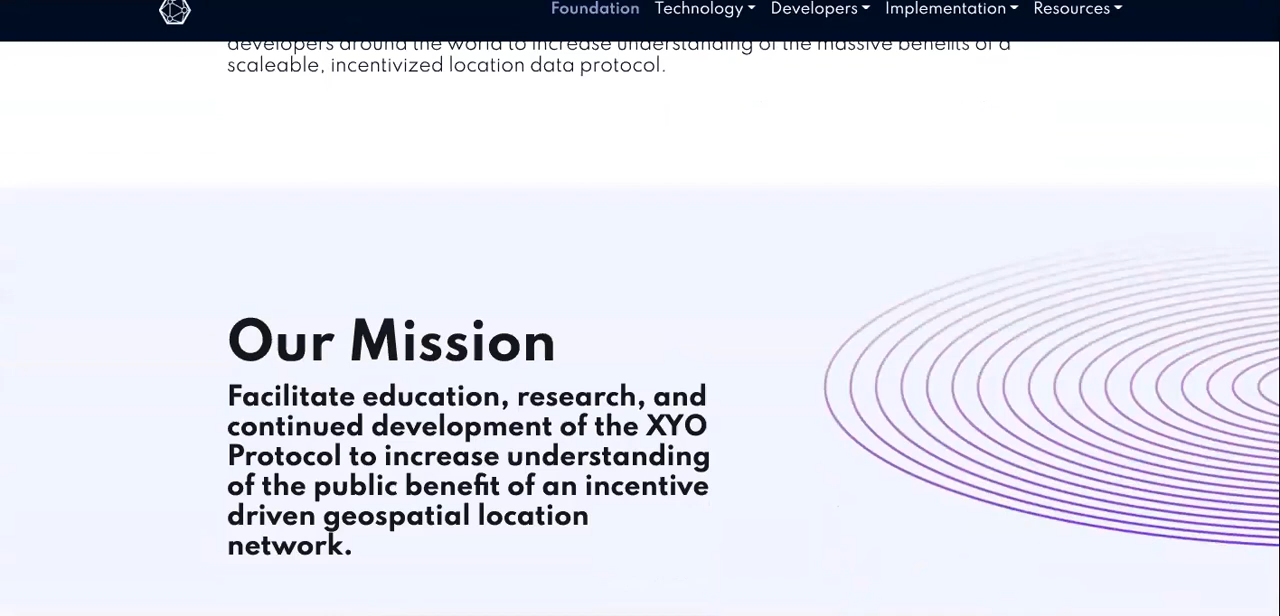 Foundation Technology Developers Implementation Resources
developers around the world to increase understanding of the massive benefits of a
scaleable, incentivized location data protocol.
Our Mission
Facilitate education, research, and
continued development of the XYO
Protocol to increase understanding
of the public benefit of an incentive
driven geospatial location
network.